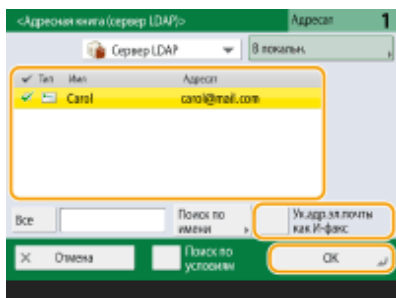 <Адресная книга (сервер LDAP)>
Адресат 1
Сервер LDAP
В локальн.
Тип Имя Адресат
Carol carol@mail.com
Все
Поиск по
имени
Ук.адр.эл.почты
как И-факс
Отмена
Поиск по
условиям
OK